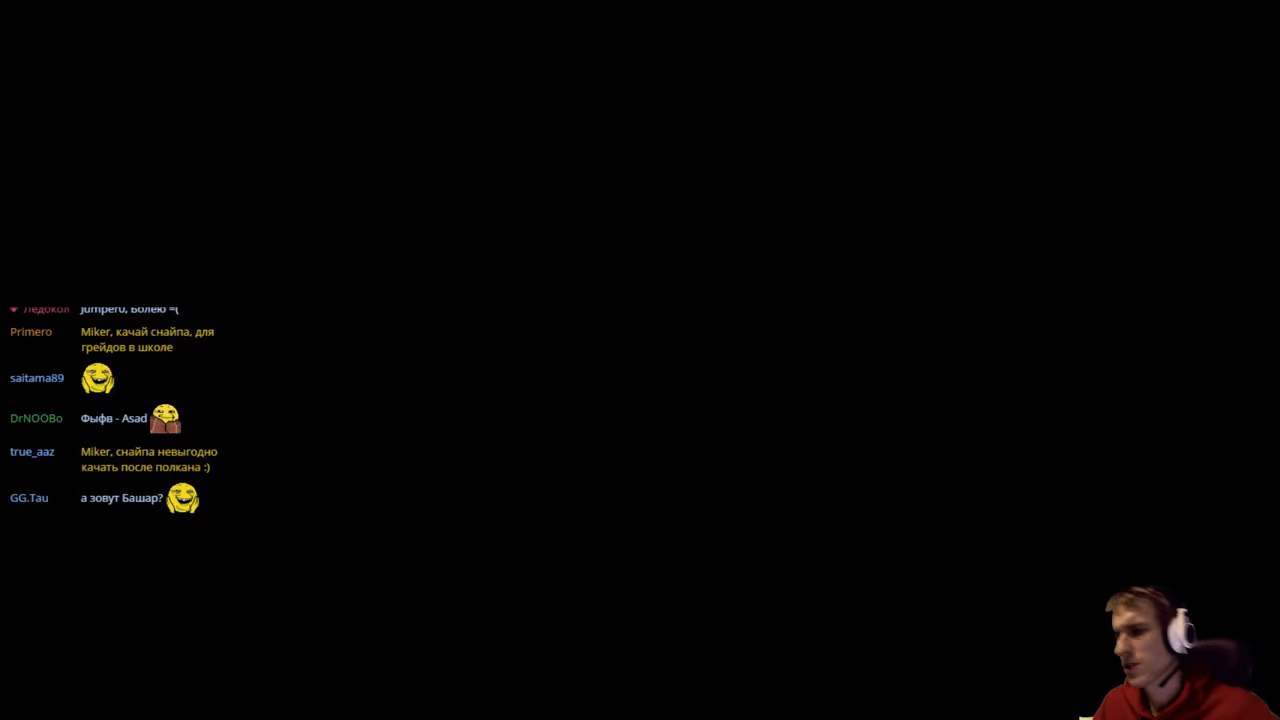 Ледокол Jumpero, Болею =(
Primero Miker, качай снайпа, для
грейдов в школе
saitama89
DrNOOBo Фыфв - Asad
true_aaz Miker, снайпа невыгодно
качать после полкана :)
GG.Tau а зовут Башар?